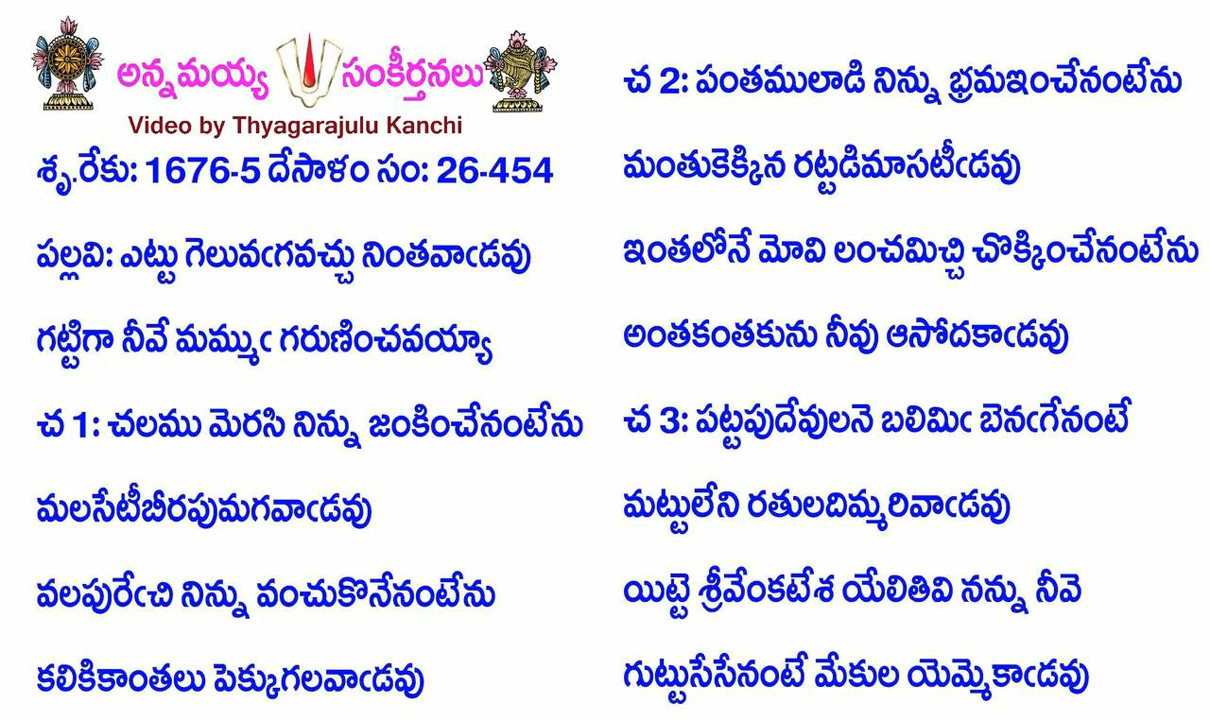 అన్నమయ్య సంకీర్తనలు
Video by Thyagarajulu Kanchi
శృ.రేకు: 1676-5 దేసాళం సం: 26-454
పల్లవి: ఎట్టు గెలువఁగవచ్చు నింతవాఁడవు
గట్టిగా నీవే మమ్ముఁ గరుణించవయ్యా
చ 1: చలము మెరసి నిన్ను జంకించేనంటేను
మలసేటీబీరపుమగవాఁడవు
వలపురేఁచి నిన్ను వంచుకొనేనంటేను
కలికికాంతలు పెక్కుగలవాఁడవు
చ 2: పంతములాడి నిన్ను భ్రమఇంచేనంటేను
మంతుకెక్కిన రట్టడిమాసటీఁడవు
ఇంతలోనే మోవి లంచమిచ్చి చొక్కించేనంటేను
అంతకంతకును నీవు ఆసోదకాఁడవు
చ 3: పట్టపుదేవులనె బలిమిఁ బెనఁగేనంటే
మట్టులేని రతులదిమ్మరివాఁడవు
యిట్టె శ్రీవేంకటేశ యేలితివి నన్ను నీవె
గుట్టుసేసేనంటే మేకుల యెమ్మెకాఁడవు